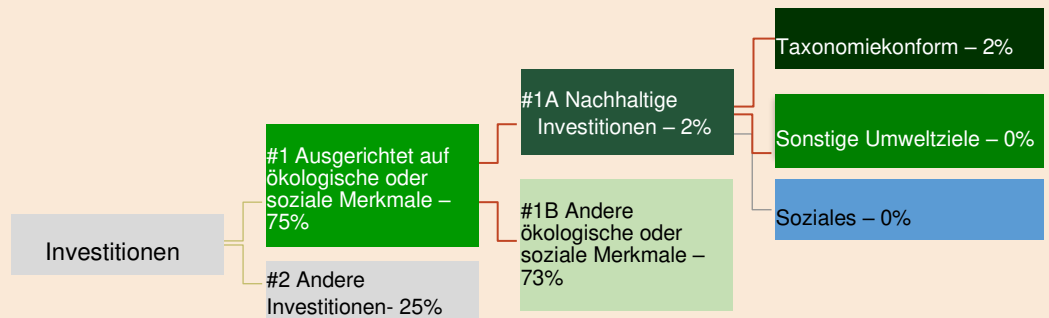 Investitionen
#1 Ausgerichtet auf
ökologische oder
soziale Merkmale –
75%
#2 Andere
Investitionen- 25%
#1A Nachhaltige
Investitionen – 2%
#1B Andere
ökologische oder
soziale Merkmale –
73%
Taxonomiekonform – 2%
Sonstige Umweltziele – 0%
Soziales – 0%